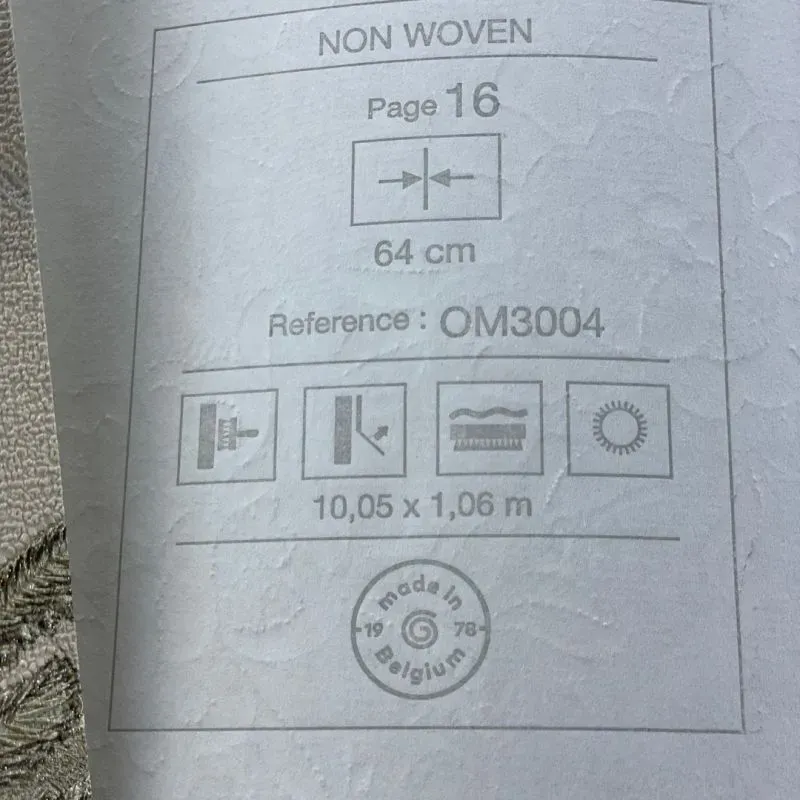 NON WOVEN
Page 16
64 cm
Reference : OM3004
10,05 x 1,06 m
made in
19 78
Belgium